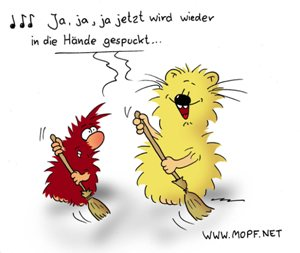 ♪♪♪ Ja, ja, ja jetzt wird wieder
in die Hände gespuckt...
WWW.MOPF.NET